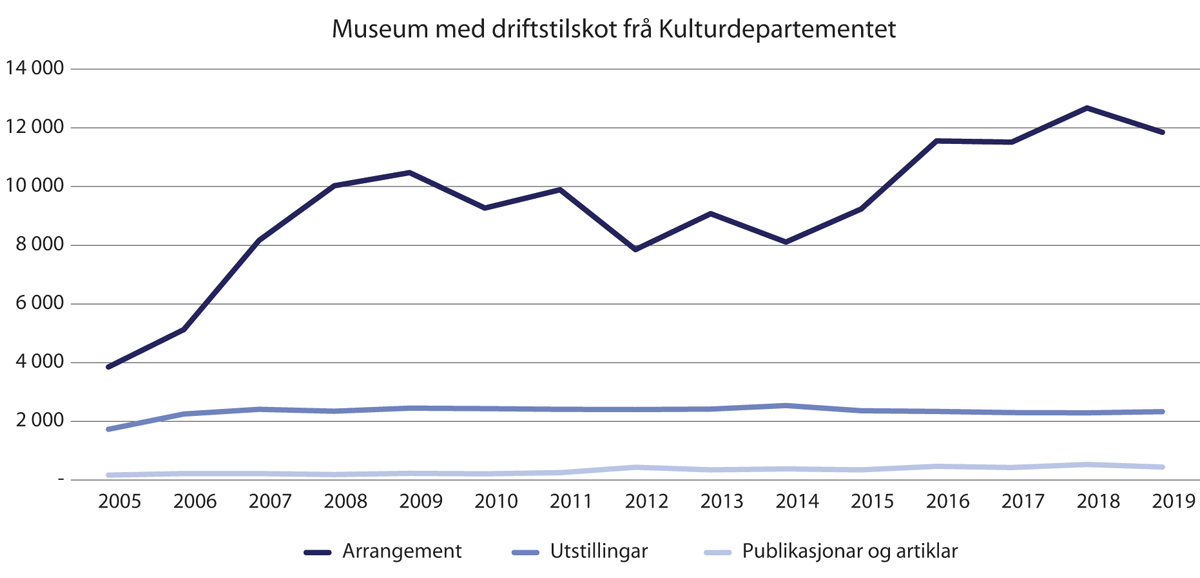 Museum med driftstilskot frå Kulturdepartementet
14 000
12 000
10 000
8 000
6 000
4 000
2 000
-
2005 2006 2007 2008 2009 2010 2011 2012 2013 2014 2015 2016 2017 2018 2019
Arrangement Utstillingar Publikasjonar og artiklar